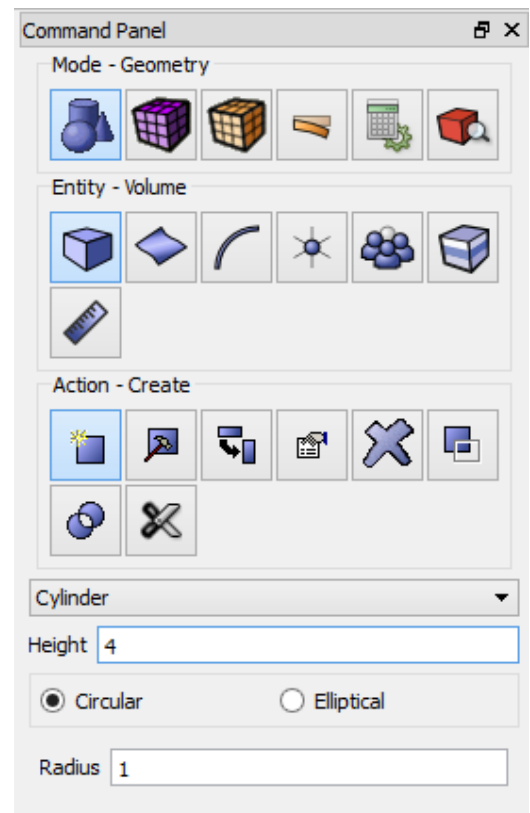 Command Panel
Mode - Geometry
Entity - Volume
Action - Create
Cylinder
Height 4
Circular Elliptical
Radius 1